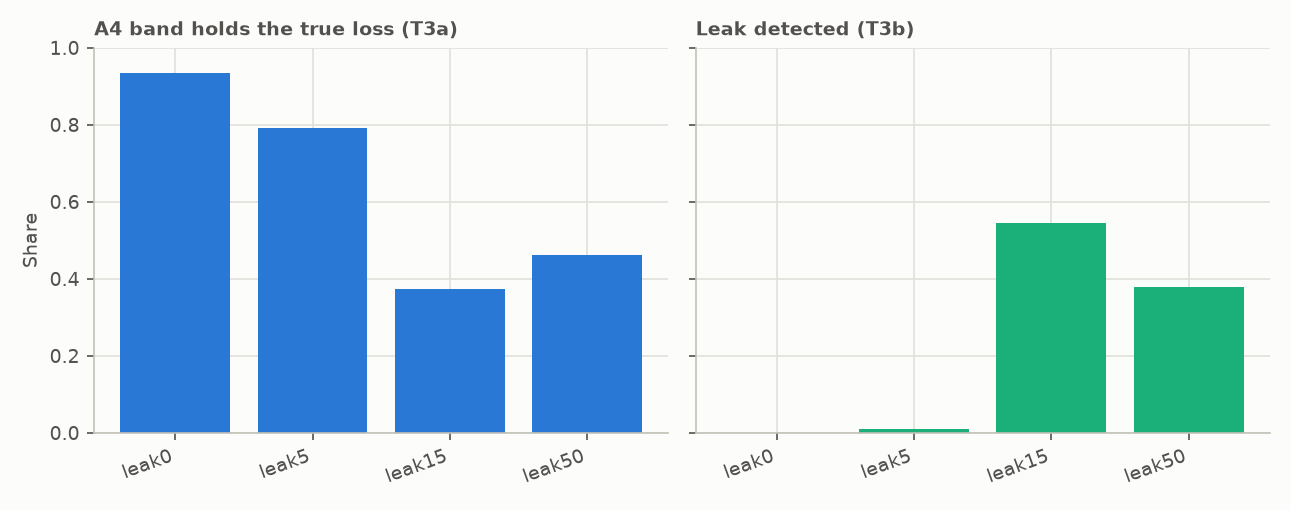 A4 band holds the true loss (T3a)
Share
1.0
0.8
0.6
0.4
0.2
0.0
leak0
leak5
leak15
leak50
Leak detected (T3b)
leak0
leak5
leak15
leak50